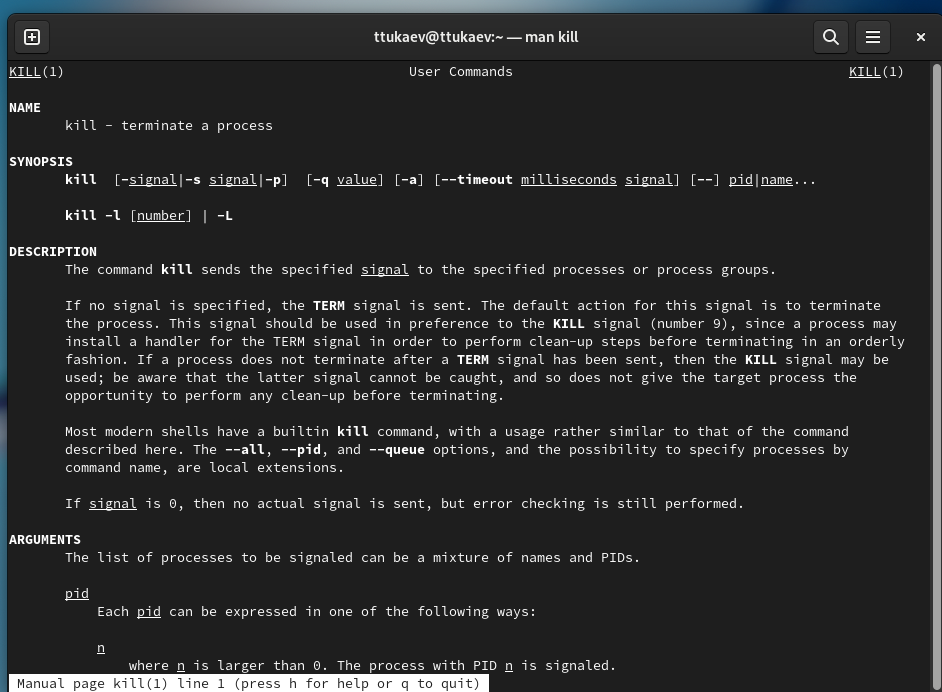 ttukaev@ttukaev:~ — man kill
KILL(1) User Commands KILL(1)
NAME
kill - terminate a process
SYNOPSIS
kill [-signal|-s signal|-p] [-q value] [-a] [--timeout milliseconds signal] [--] pid|name...
kill -l [number] | -L
DESCRIPTION
The command kill sends the specified signal to the specified processes or process groups.
If no signal is specified, the TERM signal is sent. The default action for this signal is to terminate
the process. This signal should be used in preference to the KILL signal (number 9), since a process may
install a handler for the TERM signal in order to perform clean-up steps before terminating in an orderly
fashion. If a process does not terminate after a TERM signal has been sent, then the KILL signal may be
used; be aware that the latter signal cannot be caught, and so does not give the target process the
opportunity to perform any clean-up before terminating.
Most modern shells have a builtin kill command, with a usage rather similar to that of the command
described here. The --all, --pid, and --queue options, and the possibility to specify processes by
command name, are local extensions.
If signal is 0, then no actual signal is sent, but error checking is still performed.
ARGUMENTS
The list of processes to be signaled can be a mixture of names and PIDs.
pid
Each pid can be expressed in one of the following ways:
n
where n is larger than 0. The process with PID n is signaled.
Manual page kill(1) line 1 (press h for help or q to quit)